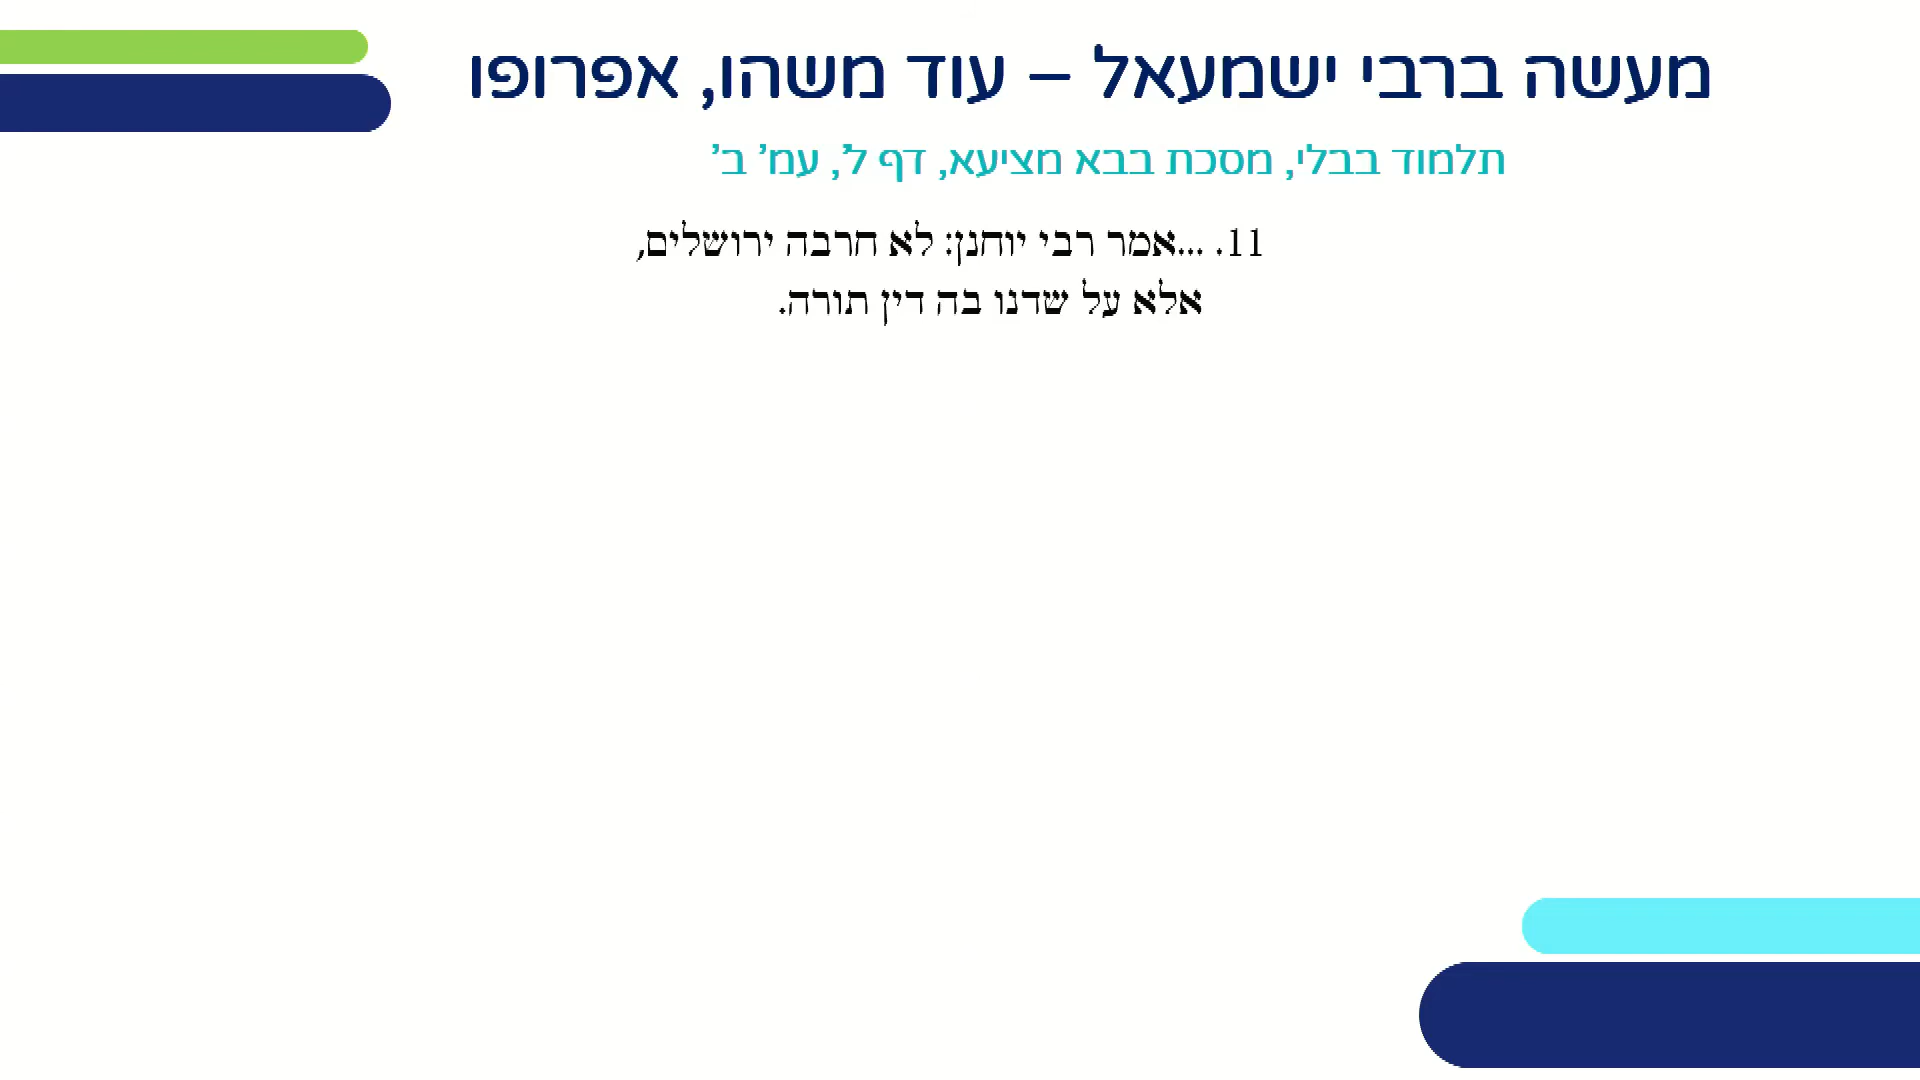 מעשה ברבי ישמעאל – עוד משהו, אפרופו
תלמוד בבלי, מסכת בבא מציעא, דף ל', עמ' ב'
11. ...אמר רבי יוחנן: לא חרבה ירושלים,
אלא על שדנו בה דין תורה.